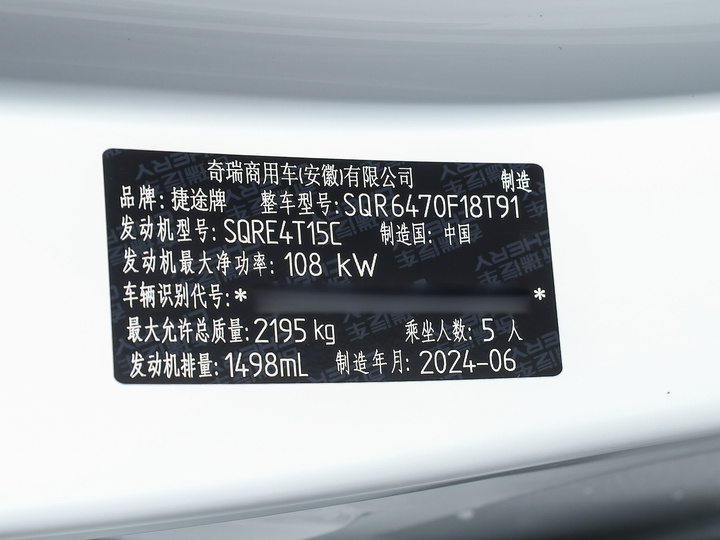 奇瑞商用车(安徽)有限公司 制造
品牌: 捷途牌 整车型号: SQR6470F18T91
发动机型号: SQRE4T15C 制造国: 中国
发动机最大净功率: 108 kW
车辆识别代号: * *
最大允许总质量: 2195 kg 乘坐人数: 5 人
发动机排量: 1498mL 制造年月: 2024-06